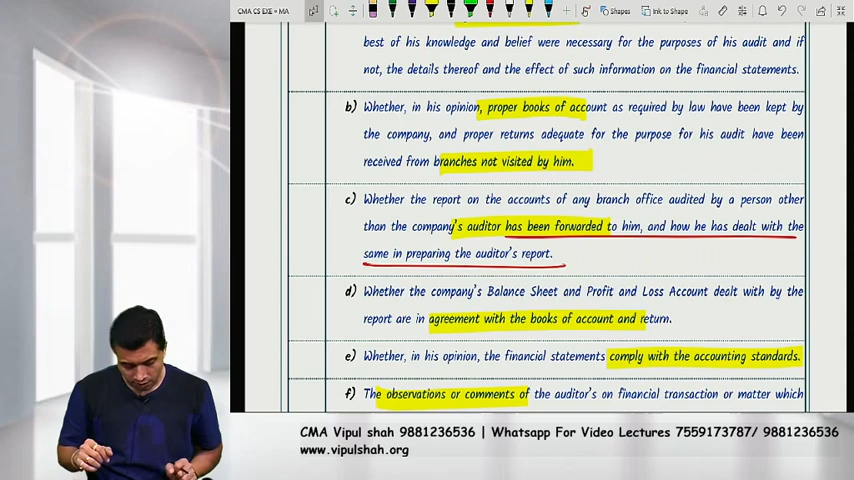 CMA CS EXE = MA
Shapes
Ink to Shape
best of his knowledge and belief were necessary for the purposes of his audit and if
not, the details thereof and the effect of such information on the financial statements.
b) Whether, in his opinion, proper books of account as required by law have been kept by
the company, and proper returns adequate for the purpose for his audit have been
received from branches not visited by him.
c) Whether the report on the accounts of any branch office audited by a person other
than the company's auditor has been forwarded to him, and how he has dealt with the
same in preparing the auditor's report.
d) Whether the company's Balance Sheet and Profit and Loss Account dealt with by the
report are in agreement with the books of account and return.
e) Whether, in his opinion, the financial statements comply with the accounting standards.
f) The observations or comments of the auditor's on financial transaction or matter which
CMA Vipul shah 9881236536 | Whatsapp For Video Lectures 7559173787/ 9881236536
www.vipulshah.org